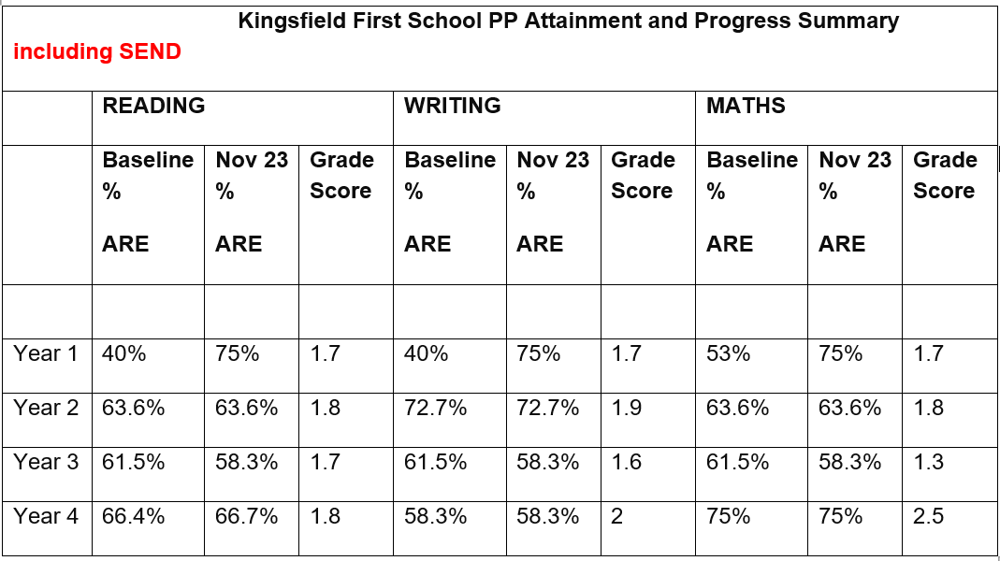 Kingsfield First School PP Attainment and Progress Summary
including SEND
READING WRITING MATHS
Baseline Nov 23 Grade Baseline Nov 23 Grade Baseline Nov 23 Grade
% % Score % % Score % % Score
ARE ARE ARE ARE ARE ARE
Year 1 40% 75% 1.7 40% 75% 1.7 53% 75% 1.7
Year 2 63.6% 63.6% 1.8 72.7% 72.7% 1.9 63.6% 63.6% 1.8
Year 3 61.5% 58.3% 1.7 61.5% 58.3% 1.6 61.5% 58.3% 1.3
Year 4 66.4% 66.7% 1.8 58.3% 58.3% 2 75% 75% 2.5